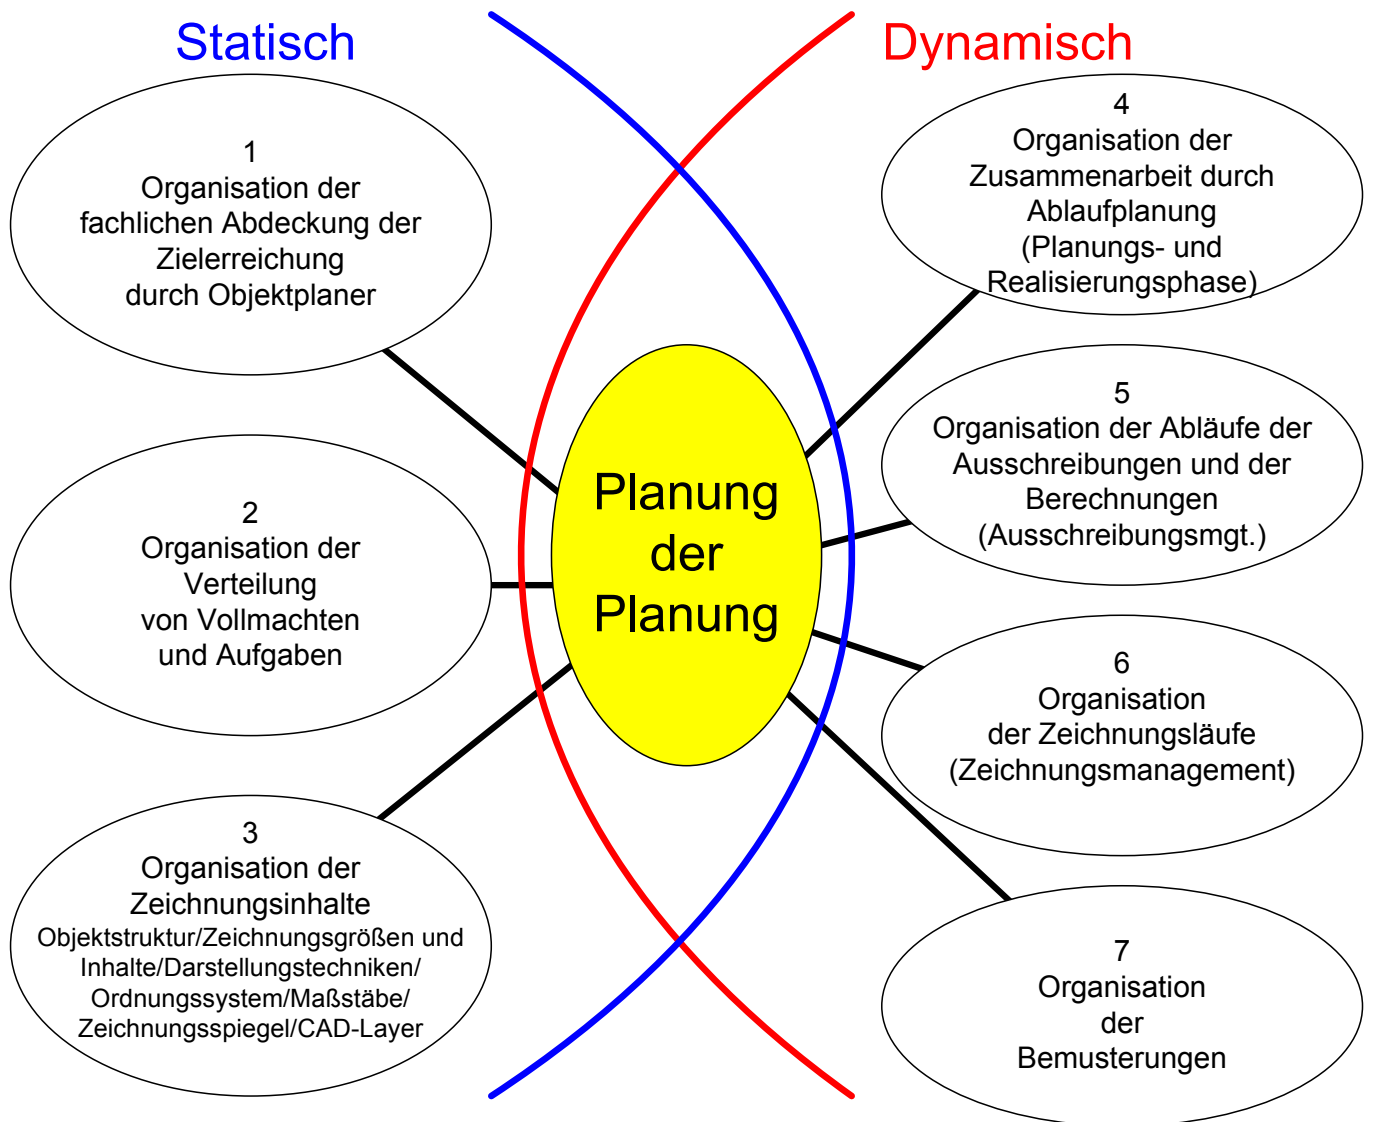 Statisch
Dynamisch
1
Organisation der
fachlichen Abdeckung der
Zielerreichung
durch Objektplaner
2
Organisation der
Verteilung
von Vollmachten
und Aufgaben
3
Organisation der
Zeichnungsinhalte
Objektstruktur/Zeichnungsgrößen und
Inhalte/Darstellungstechniken/
Ordnungssystem/Maßstäbe/
Zeichnungsspiegel/CAD-Layer
Planung
der
Planung
4
Organisation der
Zusammenarbeit durch
Ablaufplanung
(Planungs- und
Realisierungsphase)
5
Organisation der Abläufe der
Ausschreibungen und der
Berechnungen
(Ausschreibungsmgt.)
6
Organisation
der Zeichnungsläufe
(Zeichnungsmanagement)
7
Organisation
der
Bemusterungen